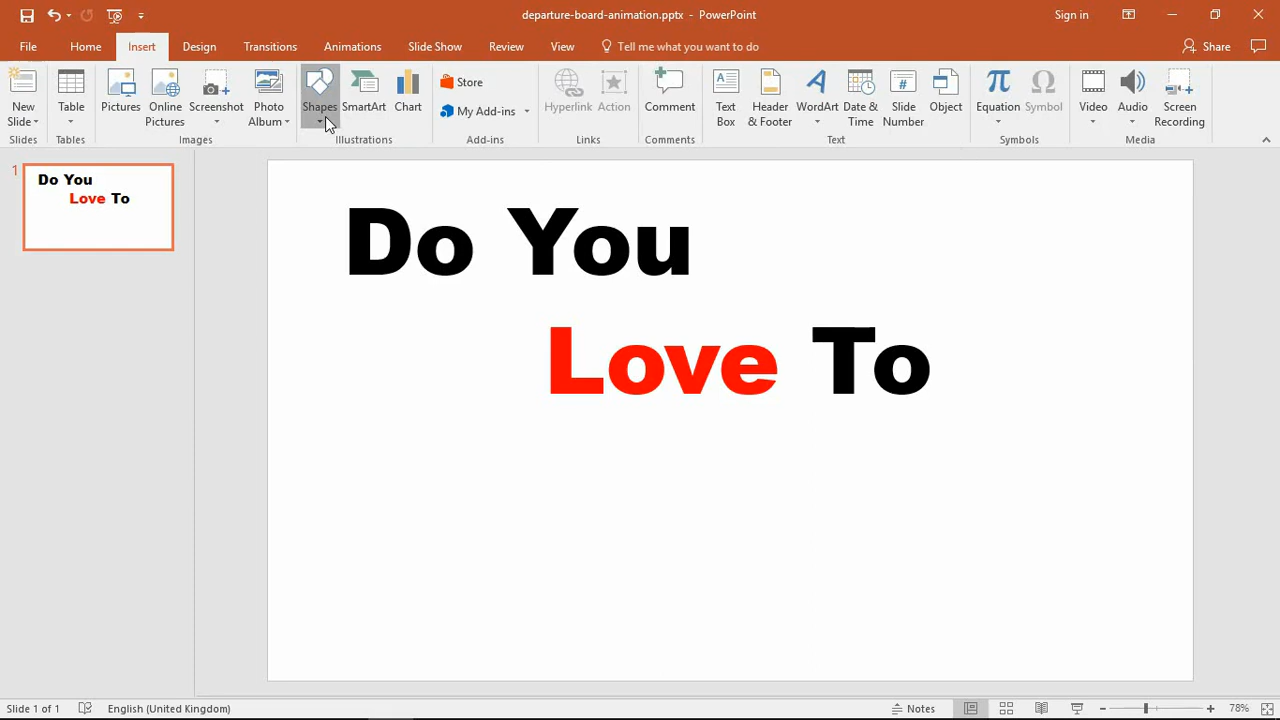 departure-board-animation.pptx - PowerPoint
Sign in
File Home Insert Design Transitions Animations Slide Show Review View Tell me what you want to do
Share
New Slide
Table
Pictures
Online Pictures
Screenshot
Photo Album
Shapes
SmartArt
Chart
Store
My Add-ins
Hyperlink
Action
Comment
Text Box
Header & Footer
WordArt
Date & Time
Slide Number
Object
Equation
Symbol
Video
Audio
Screen Recording
Slides Tables Images Illustrations Add-ins Links Comments Text Symbols Media
1
Do You
Love To
Do You
Love To
Slide 1 of 1
English (United Kingdom)
Notes
78%